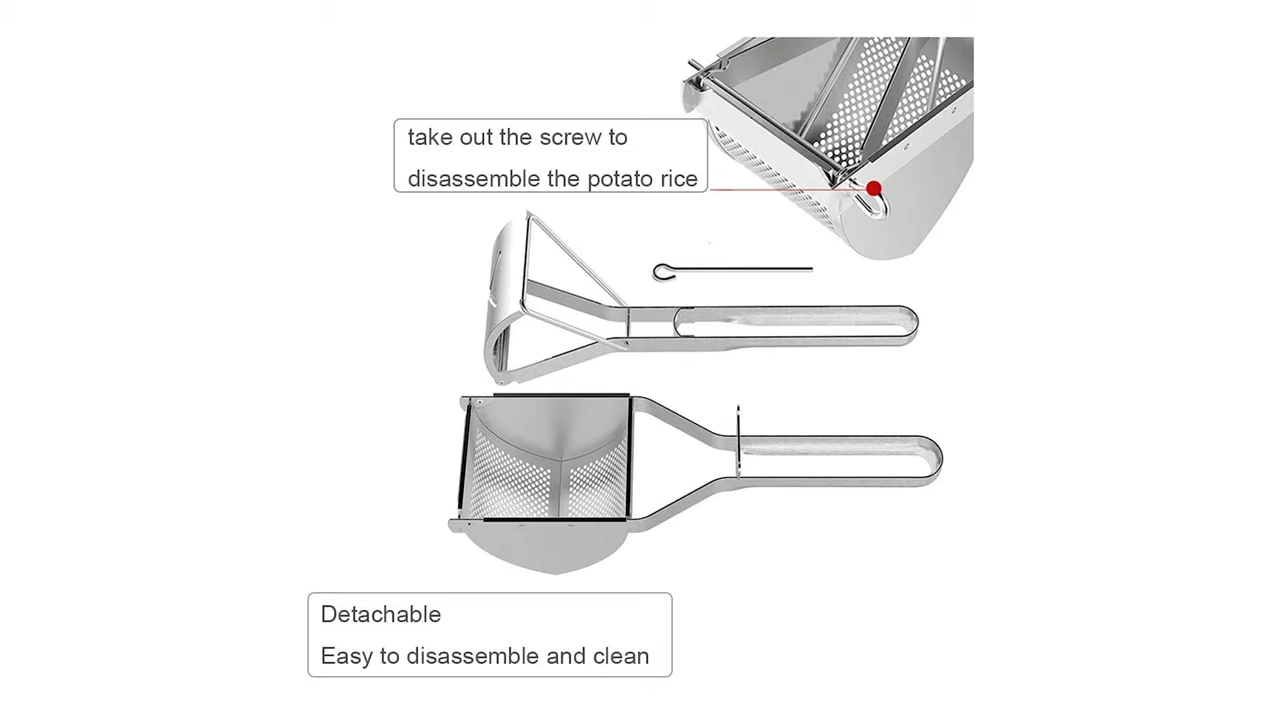 take out the screw to
disassemble the potato rice
Detachable
Easy to disassemble and clean